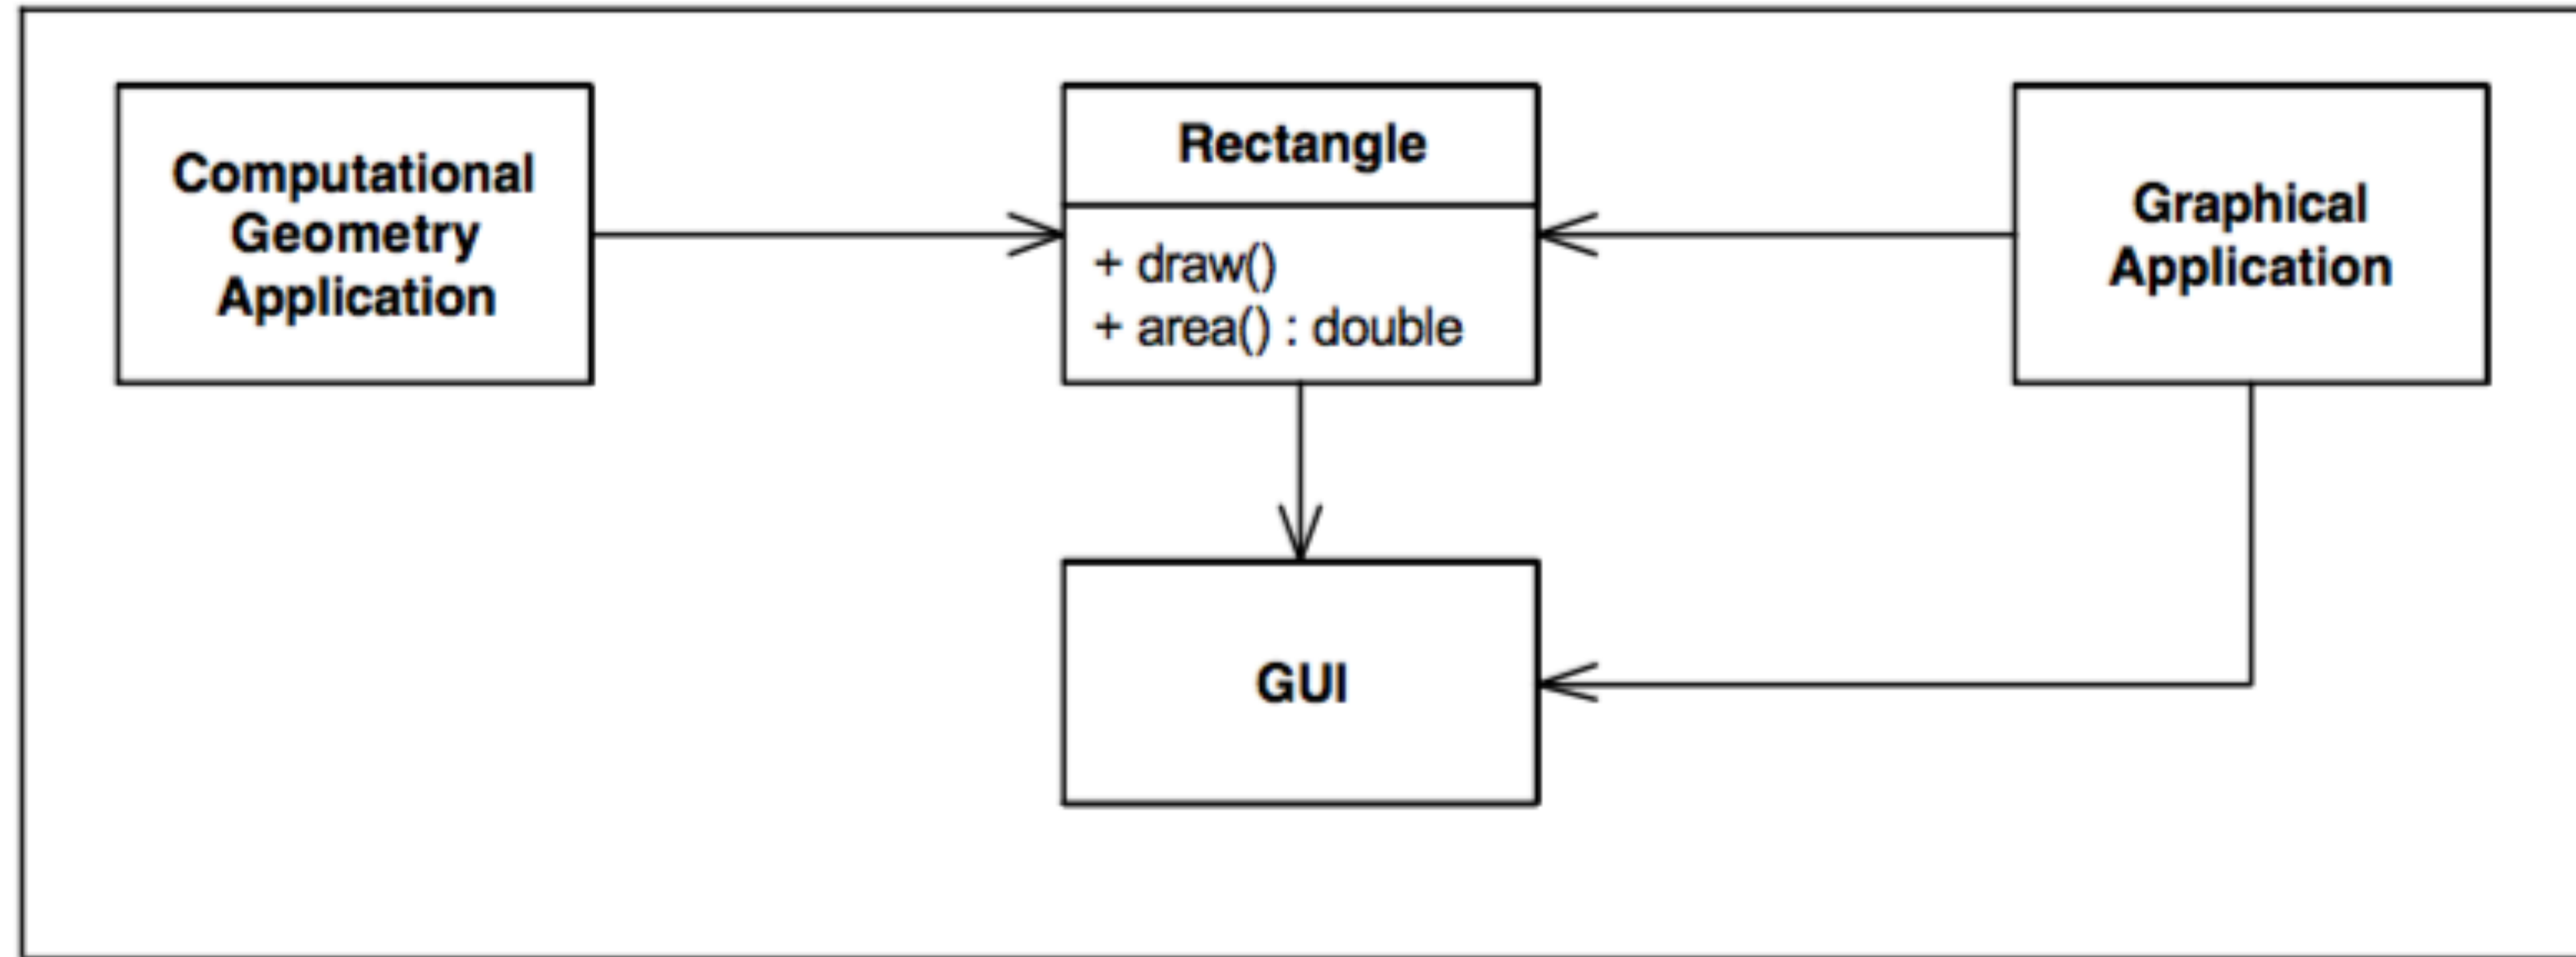 Computational
Geometry
Application
Rectangle
+ draw()
+ area() : double
Graphical
Application
GUI